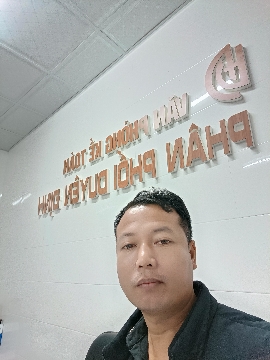 VĂN PHÒNG KẾ TOÁN
PHÂN PHỐI DUYÊN ĐỊNH